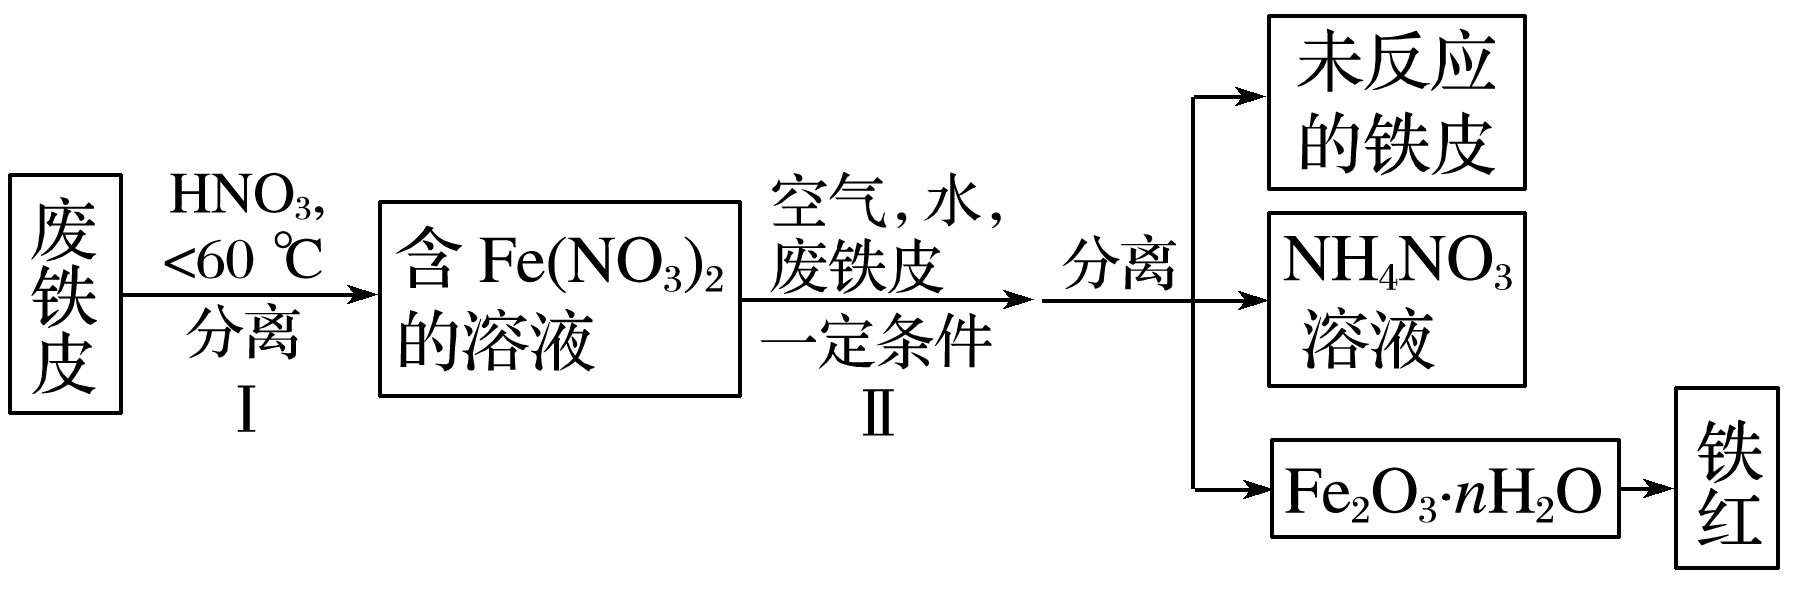 废铁皮
HNO₃,
<60 ℃
分离
Ⅰ
含 Fe(NO₃)₂
的溶液
空气,水,
废铁皮
一定条件
Ⅱ
分离
未反应
的铁皮
NH₄NO₃
溶液
Fe₂O₃·nH₂O
铁红